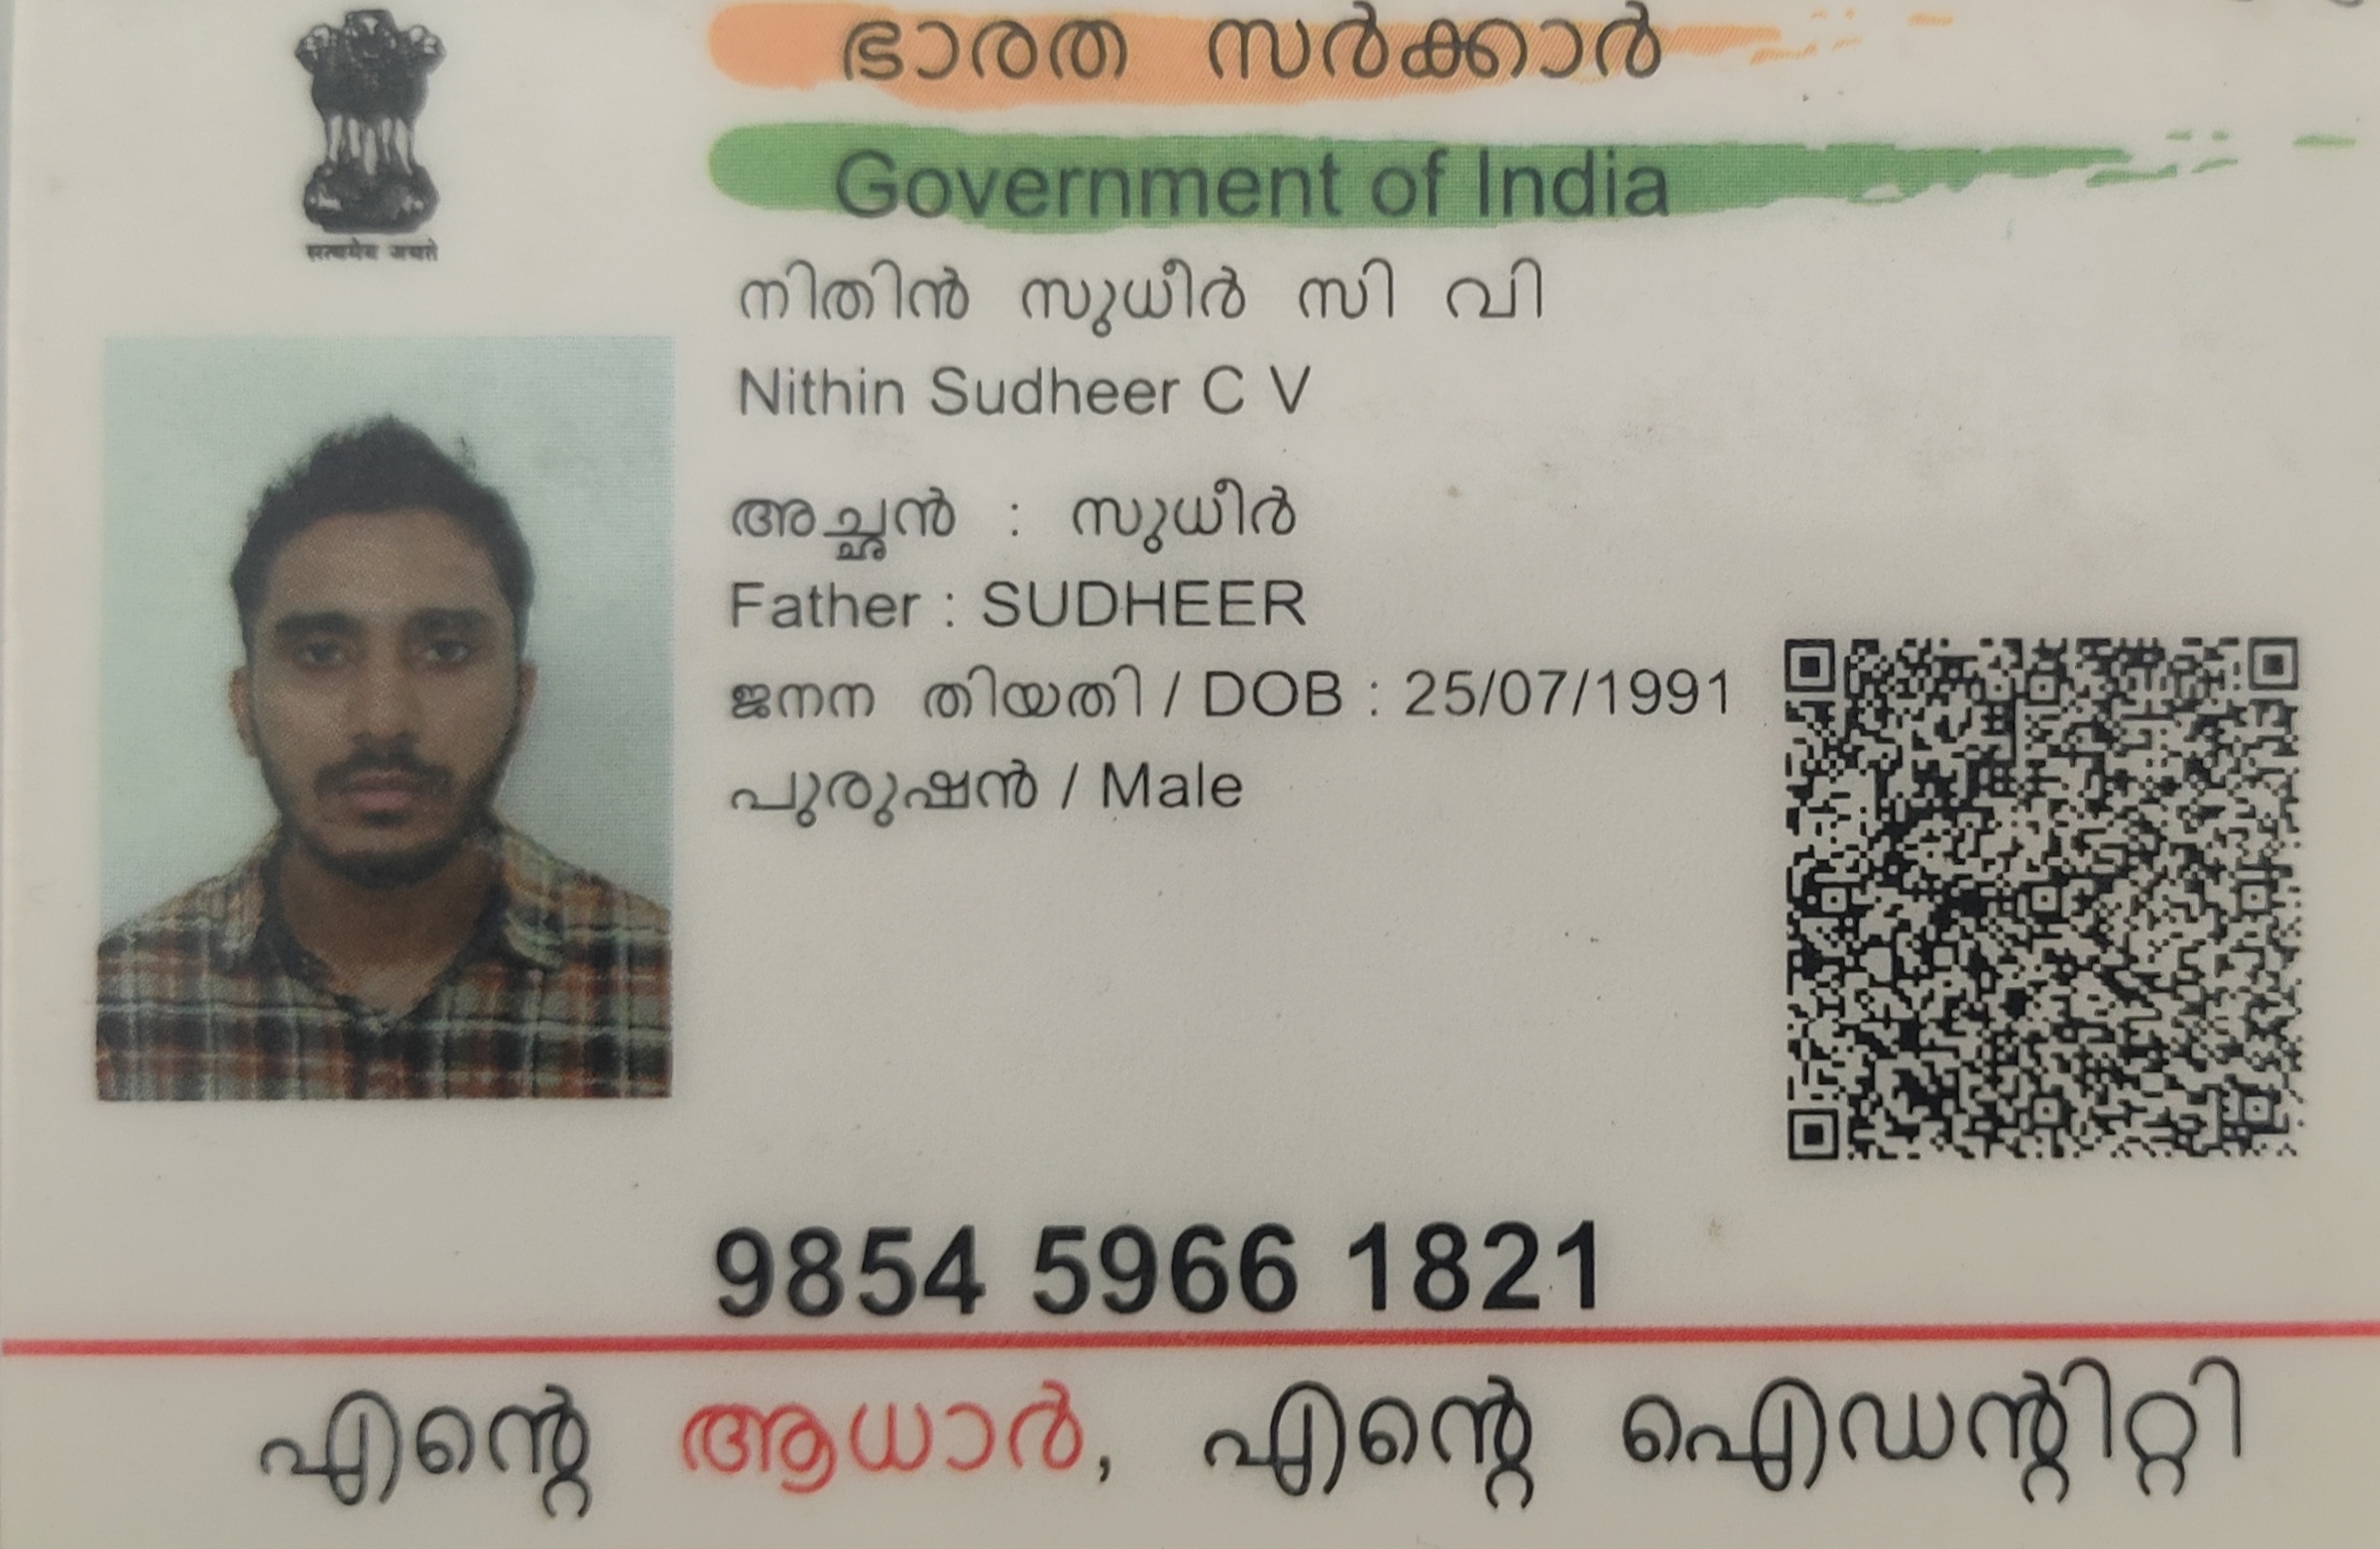 ഭാരത സർക്കാർ
Government of India
सत्यमेव जयते
നിതിൻ സുധീർ സി വി
Nithin Sudheer C V
അച്ഛൻ : സുധീർ
Father : SUDHEER
ജനന തിയതി / DOB : 25/07/1991
പുരുഷൻ / Male
9854 5966 1821
എന്റെ ആധാർ, എന്റെ ഐഡന്റിറ്റി